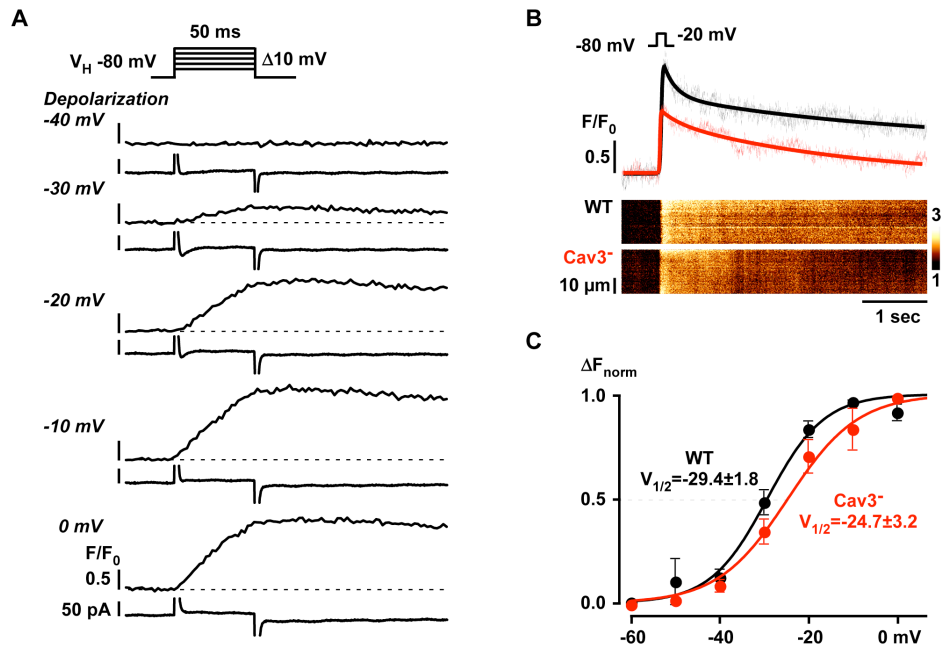 A
50 ms
V_H -80 mV
Δ10 mV
Depolarization
-40 mV
-30 mV
-20 mV
-10 mV
0 mV
F/F_0
0.5
50 pA
B
-80 mV
-20 mV
F/F_0
0.5
WT
Cav3⁻
10 µm
3
1
1 sec
C
ΔF_norm
1.0
0.5
0.0
WT
V_1/2=-29.4±1.8
Cav3⁻
V_1/2=-24.7±3.2
-60
-40
-20
0 mV